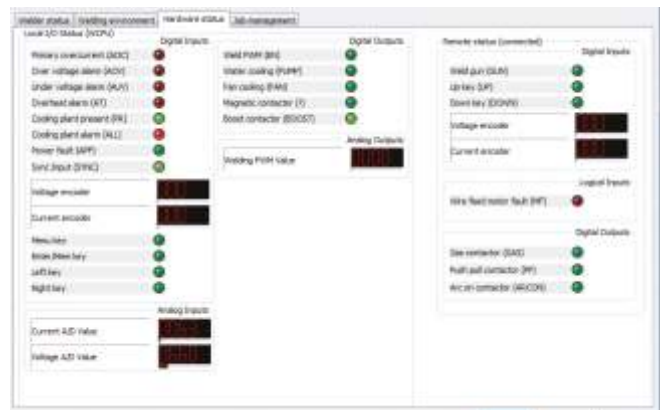 Welder status
Welding environment
Hardware status
Job management
Local I/O Status (WCPU)
Digital Inputs
Primary overcurrent (AOC)
Over voltage alarm (AOV)
Under voltage alarm (AUV)
Overheat alarm (AT)
Cooling plant present (PR)
Cooling plant alarm (ALL)
Power fault (APF)
Sync Input (SYNC)
Voltage encoder
Current encoder
Menu key
Enter/Men key
Left key
Right key
Analog Inputs
Current A/D Value
Voltage A/D Value
Digital Outputs
Weld PWM (EN)
Water cooling (PUMP)
Fan cooling (FAN)
Magnetic contactor (?)
Boost contactor (BOOST)
Analog Outputs
Welding PWM Value
Remote status (connected)
Digital Inputs
Weld gun (GUN)
Up key (UP)
Down key (DOWN)
Voltage encoder
Current encoder
Logical Inputs
Wire feed motor fault (MF)
Digital Outputs
Gas contactor (GAS)
Push pull contactor (PP)
Arc on contactor (ARCON)